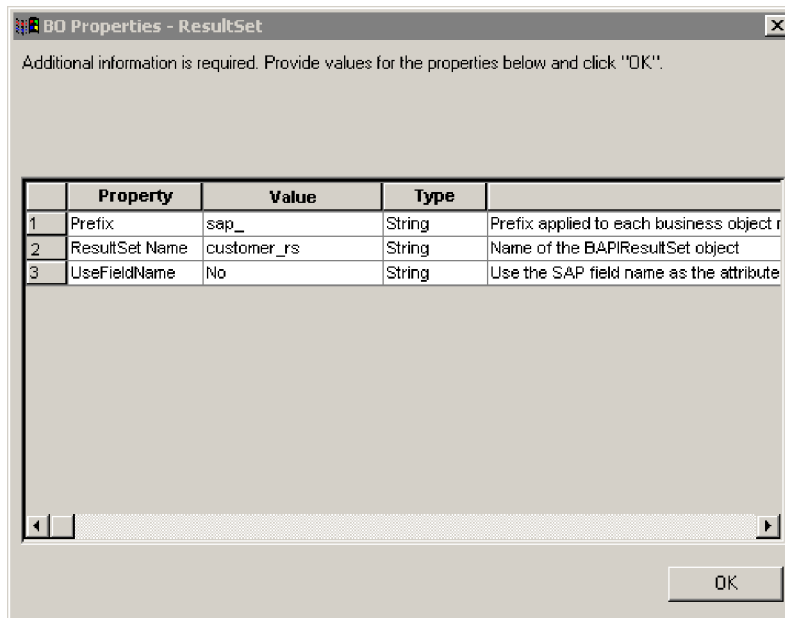 BO Properties - ResultSet
Additional information is required. Provide values for the properties below and click "OK".
Property Value Type
1 Prefix sap_ String Prefix applied to each business object
2 ResultSet Name customer_rs String Name of the BAPIResultSet object
3 UseFieldName No String Use the SAP field name as the attribute
OK